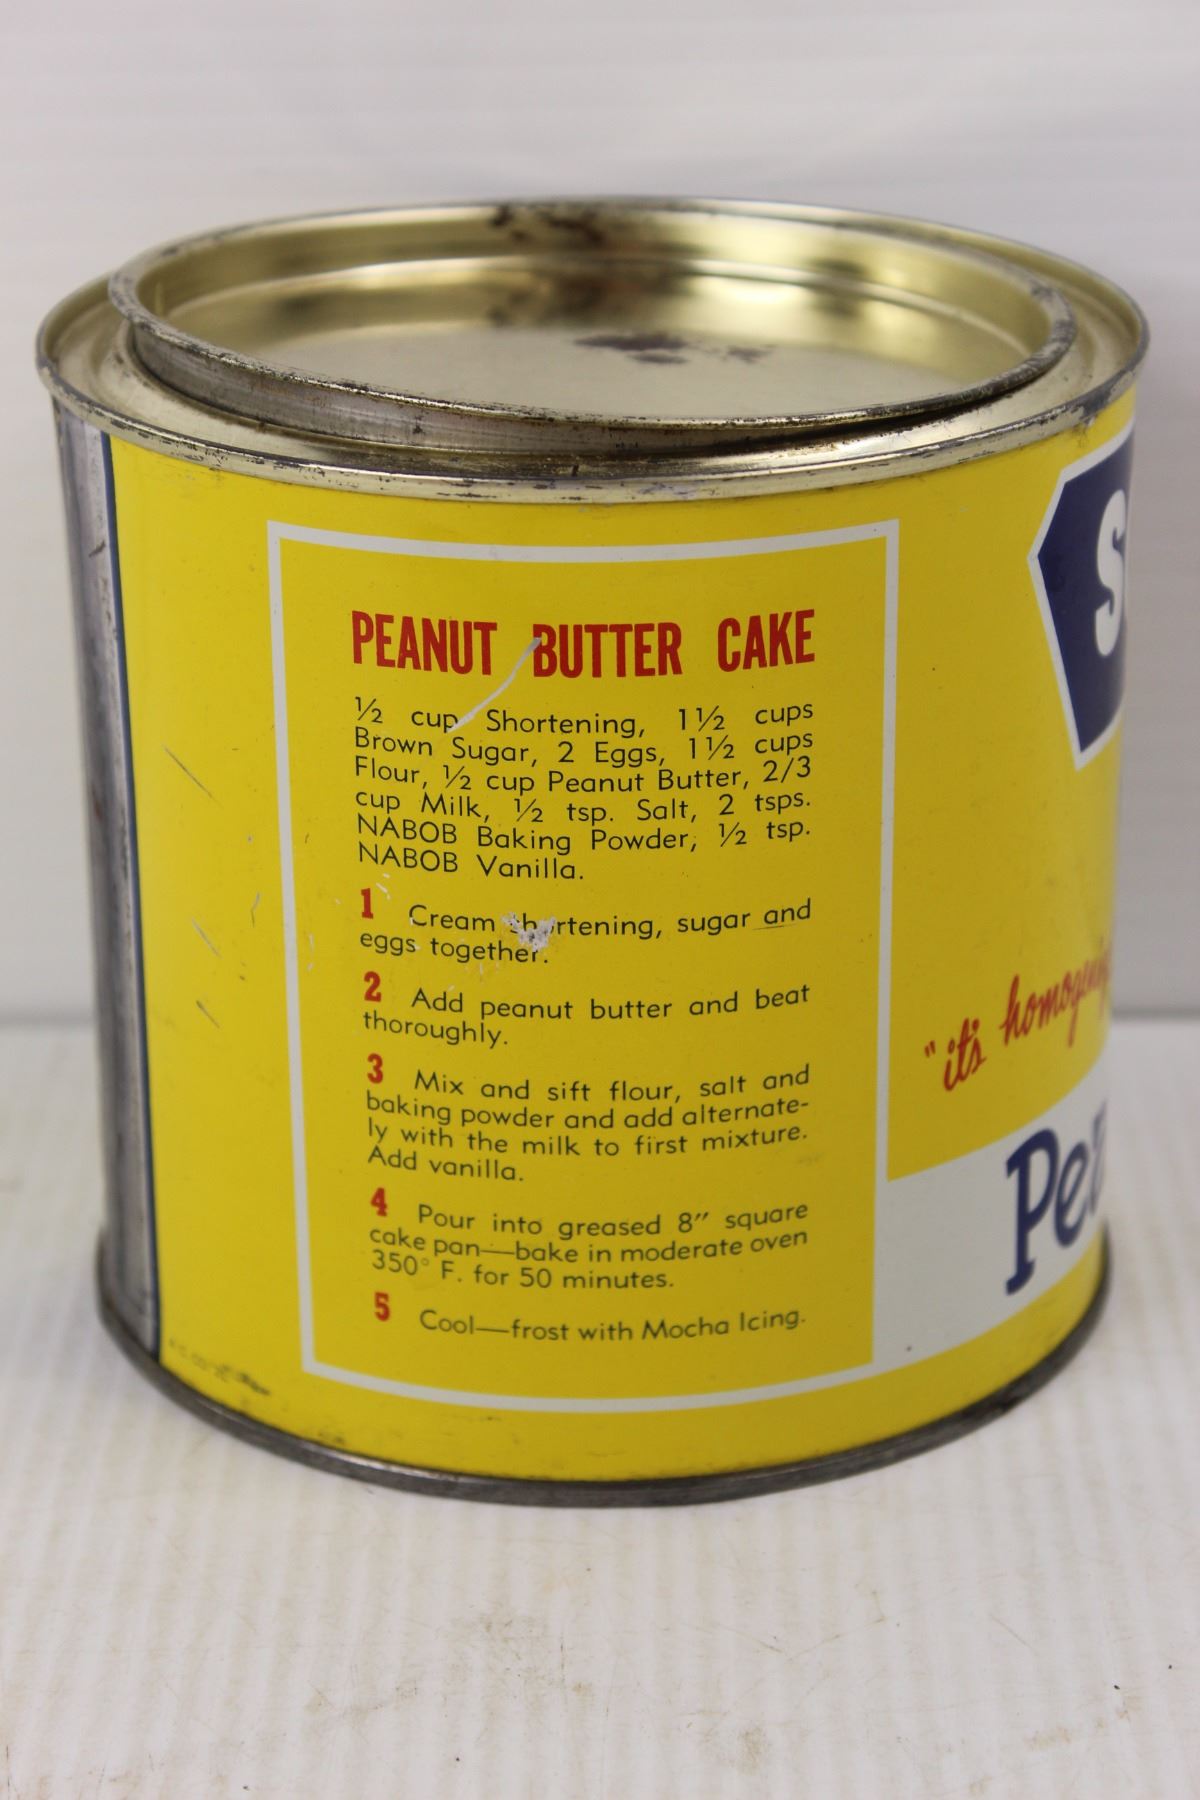 PEANUT BUTTER CAKE
½ cup Shortening, 1½ cups
Brown Sugar, 2 Eggs, 1½ cups
Flour, ½ cup Peanut Butter, 2/3
cup Milk, ½ tsp. Salt, 2 tsps.
NABOB Baking Powder, ½ tsp.
NABOB Vanilla.
1 Cream shortening, sugar and
eggs together.
2 Add peanut butter and beat
thoroughly.
3 Mix and sift flour, salt and
baking powder and add alternate-
ly with the milk to first mixture.
Add vanilla.
4 Pour into greased 8" square
cake pan—bake in moderate oven
350° F. for 50 minutes.
5 Cool—frost with Mocha Icing.
"it's